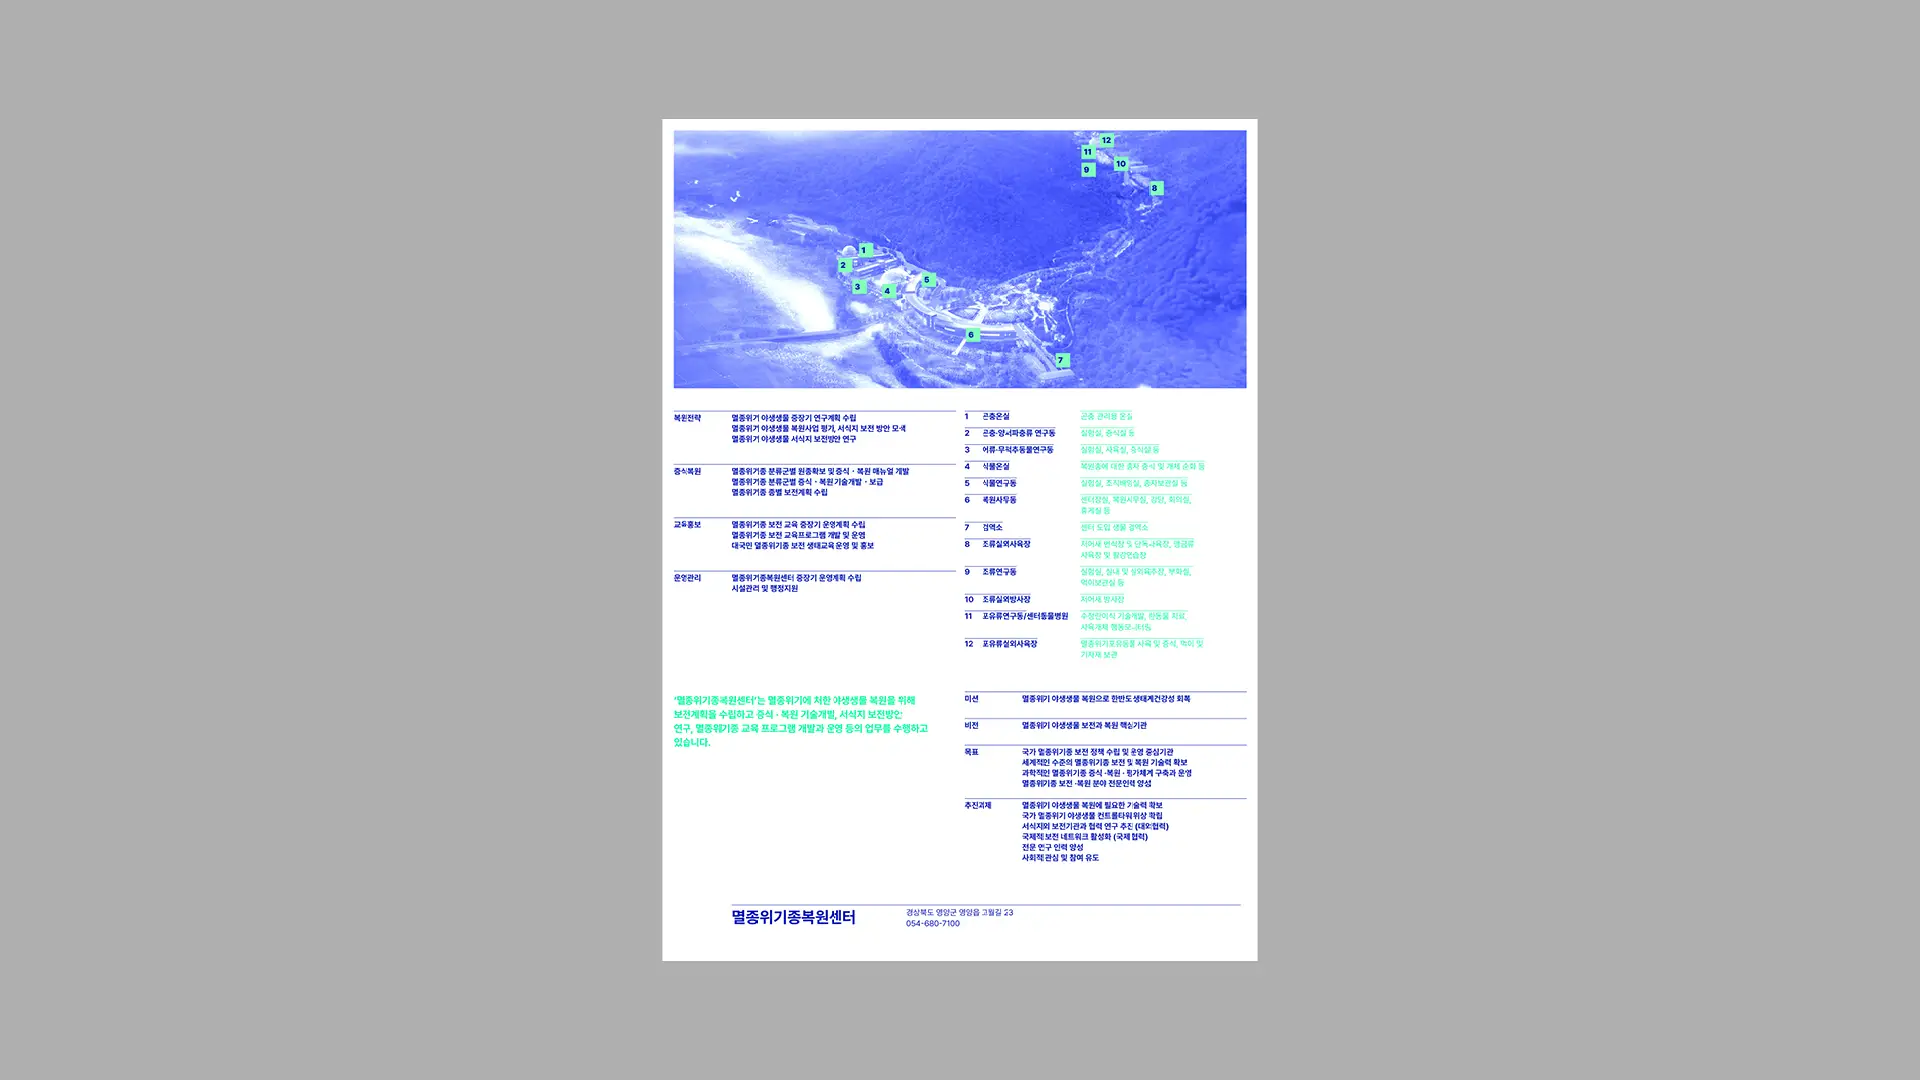 12
11
10
9
8
1
2
3
4
5
6
7
복원전략
멸종위기 야생생물 중장기 연구계획 수립
멸종위기 야생생물 복원사업 평가, 서식지 보전 방안 모색
멸종위기 야생생물 서식지 보전방안 연구
증식복원
멸종위기종 분류군별 원종확보 및 증식・복원 매뉴얼 개발
멸종위기종 분류군별 증식・복원 기술개발・보급
멸종위기종 종별 보전계획 수립
교육홍보
멸종위기종 보전 교육 중장기 운영계획 수립
멸종위기종 보전 교육프로그램 개발 및 운영
대국민 멸종위기종 보전 생태교육 운영 및 홍보
운영관리
멸종위기종복원센터 중장기 운영계획 수립
시설관리 및 행정지원
1 곤충온실 곤충 관리용 온실
2 곤충·양서파충류 연구동 실험실, 증식실 등
3 어류·무척추동물연구동 실험실, 사육실, 증식실 등
4 식물온실 복원종에 대한 종자 증식 및 개체 순화 등
5 식물연구동 실험실, 조직배양실, 종자보관실 등
6 복원사무동 센터장실, 복원사무실, 강당, 회의실,
휴게실 등
7 검역소 센터 도입 생물 검역소
8 조류실외사육장 저어새 번식장 및 단독사육장, 맹금류
사육장 및 활강연습장
9 조류연구동 실험실, 실내 및 실외육추장, 부화실,
먹이보관실 등
10 조류실외방사장 저어새 방사장
11 포유류연구동/센터동물병원 수정란이식 기술개발, 원동물 치료,
사육개체 행동모니터링
12 포유류실외사육장 멸종위기포유동물 사육 및 증식, 먹이 및
기자재 보관
‘멸종위기종복원센터’는 멸종위기에 처한 야생생물 복원을 위해
보전계획을 수립하고 증식・복원 기술개발, 서식지 보전방안
연구, 멸종위기종 교육 프로그램 개발과 운영 등의 업무를 수행하고
있습니다.
미션
멸종위기 야생생물 복원으로 한반도 생태계건강성 회복
비전
멸종위기 야생생물 보전과 복원 핵심기관
목표
국가 멸종위기종 보전 정책 수립 및 운영 중심기관
세계적인 수준의 멸종위기종 보전 및 복원 기술력 확보
과학적인 멸종위기종 증식・복원・평가체계 구축과 운영
멸종위기종 보전・복원 분야 전문인력 양성
추진과제
멸종위기 야생생물 복원에 필요한 기술력 확보
국가 멸종위기 야생생물 컨트롤타워 위상 확립
서식지외 보전기관과 협력 연구 추진 (대외협력)
국제적 보전 네트워크 활성화 (국제 협력)
전문 연구 인력 양성
사회적 관심 및 참여 유도
멸종위기종복원센터
경상북도 영양군 영양읍 고월길 23
054-680-7100